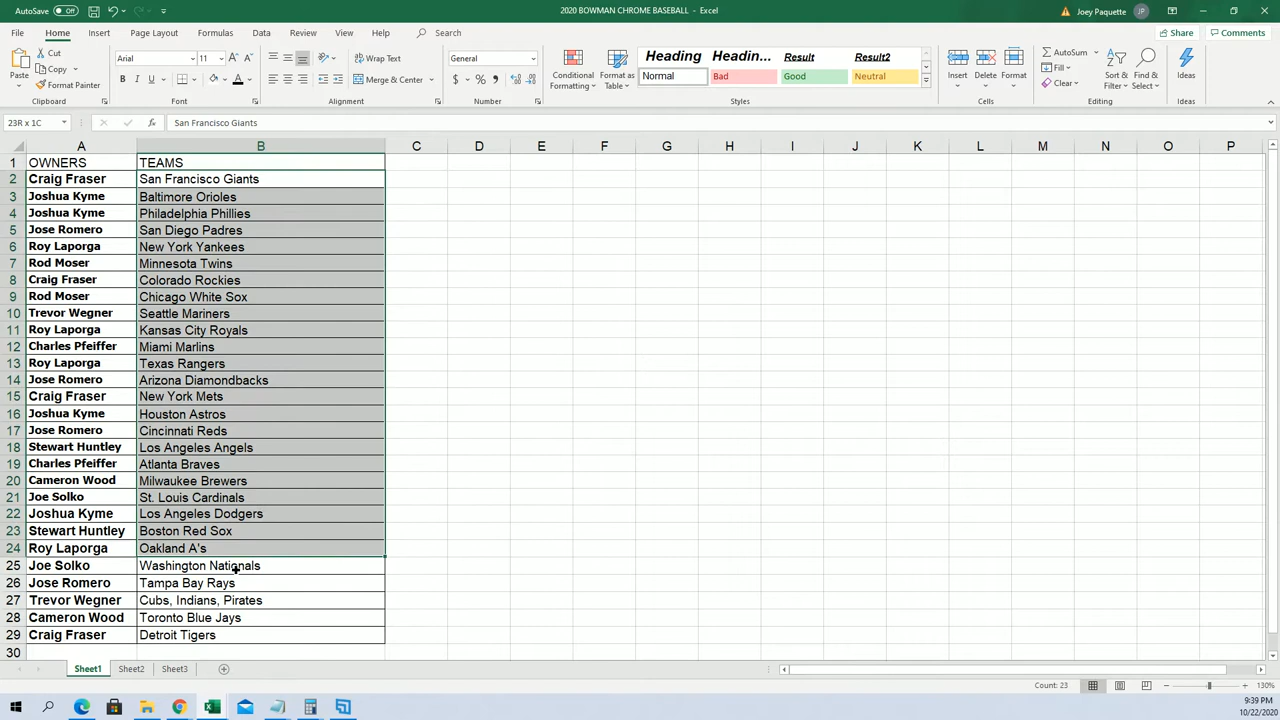 AutoSave Off 2020 BOWMAN CHROME BASEBALL - Excel Joey Paquette JP
File Home Insert Page Layout Formulas Data Review View Help Search Share Comments
Paste Cut Copy Format Painter Clipboard
Arial 11 B I U Font
Wrap Text Merge & Center Alignment
General $ % Number
Conditional Formatting Format as Table
Heading Headin... Result Result2
Normal Bad Good Neutral
Styles
Insert Delete Format Cells
AutoSum Fill Clear Sort & Filter Find & Select Editing
Ideas Ideas
23R x 1C fx San Francisco Giants
A B C D E F G H I J K L M N O P
1 OWNERS TEAMS
2 Craig Fraser San Francisco Giants
3 Joshua Kyme Baltimore Orioles
4 Joshua Kyme Philadelphia Phillies
5 Jose Romero San Diego Padres
6 Roy Laporga New York Yankees
7 Rod Moser Minnesota Twins
8 Craig Fraser Colorado Rockies
9 Rod Moser Chicago White Sox
10 Trevor Wegner Seattle Mariners
11 Roy Laporga Kansas City Royals
12 Charles Pfeiffer Miami Marlins
13 Roy Laporga Texas Rangers
14 Jose Romero Arizona Diamondbacks
15 Craig Fraser New York Mets
16 Joshua Kyme Houston Astros
17 Jose Romero Cincinnati Reds
18 Stewart Huntley Los Angeles Angels
19 Charles Pfeiffer Atlanta Braves
20 Cameron Wood Milwaukee Brewers
21 Joe Solko St. Louis Cardinals
22 Joshua Kyme Los Angeles Dodgers
23 Stewart Huntley Boston Red Sox
24 Roy Laporga Oakland A's
25 Joe Solko Washington Nationals
26 Jose Romero Tampa Bay Rays
27 Trevor Wegner Cubs, Indians, Pirates
28 Cameron Wood Toronto Blue Jays
29 Craig Fraser Detroit Tigers
30
Sheet1 Sheet2 Sheet3
Count: 23 130%
9:39 PM
10/22/2020